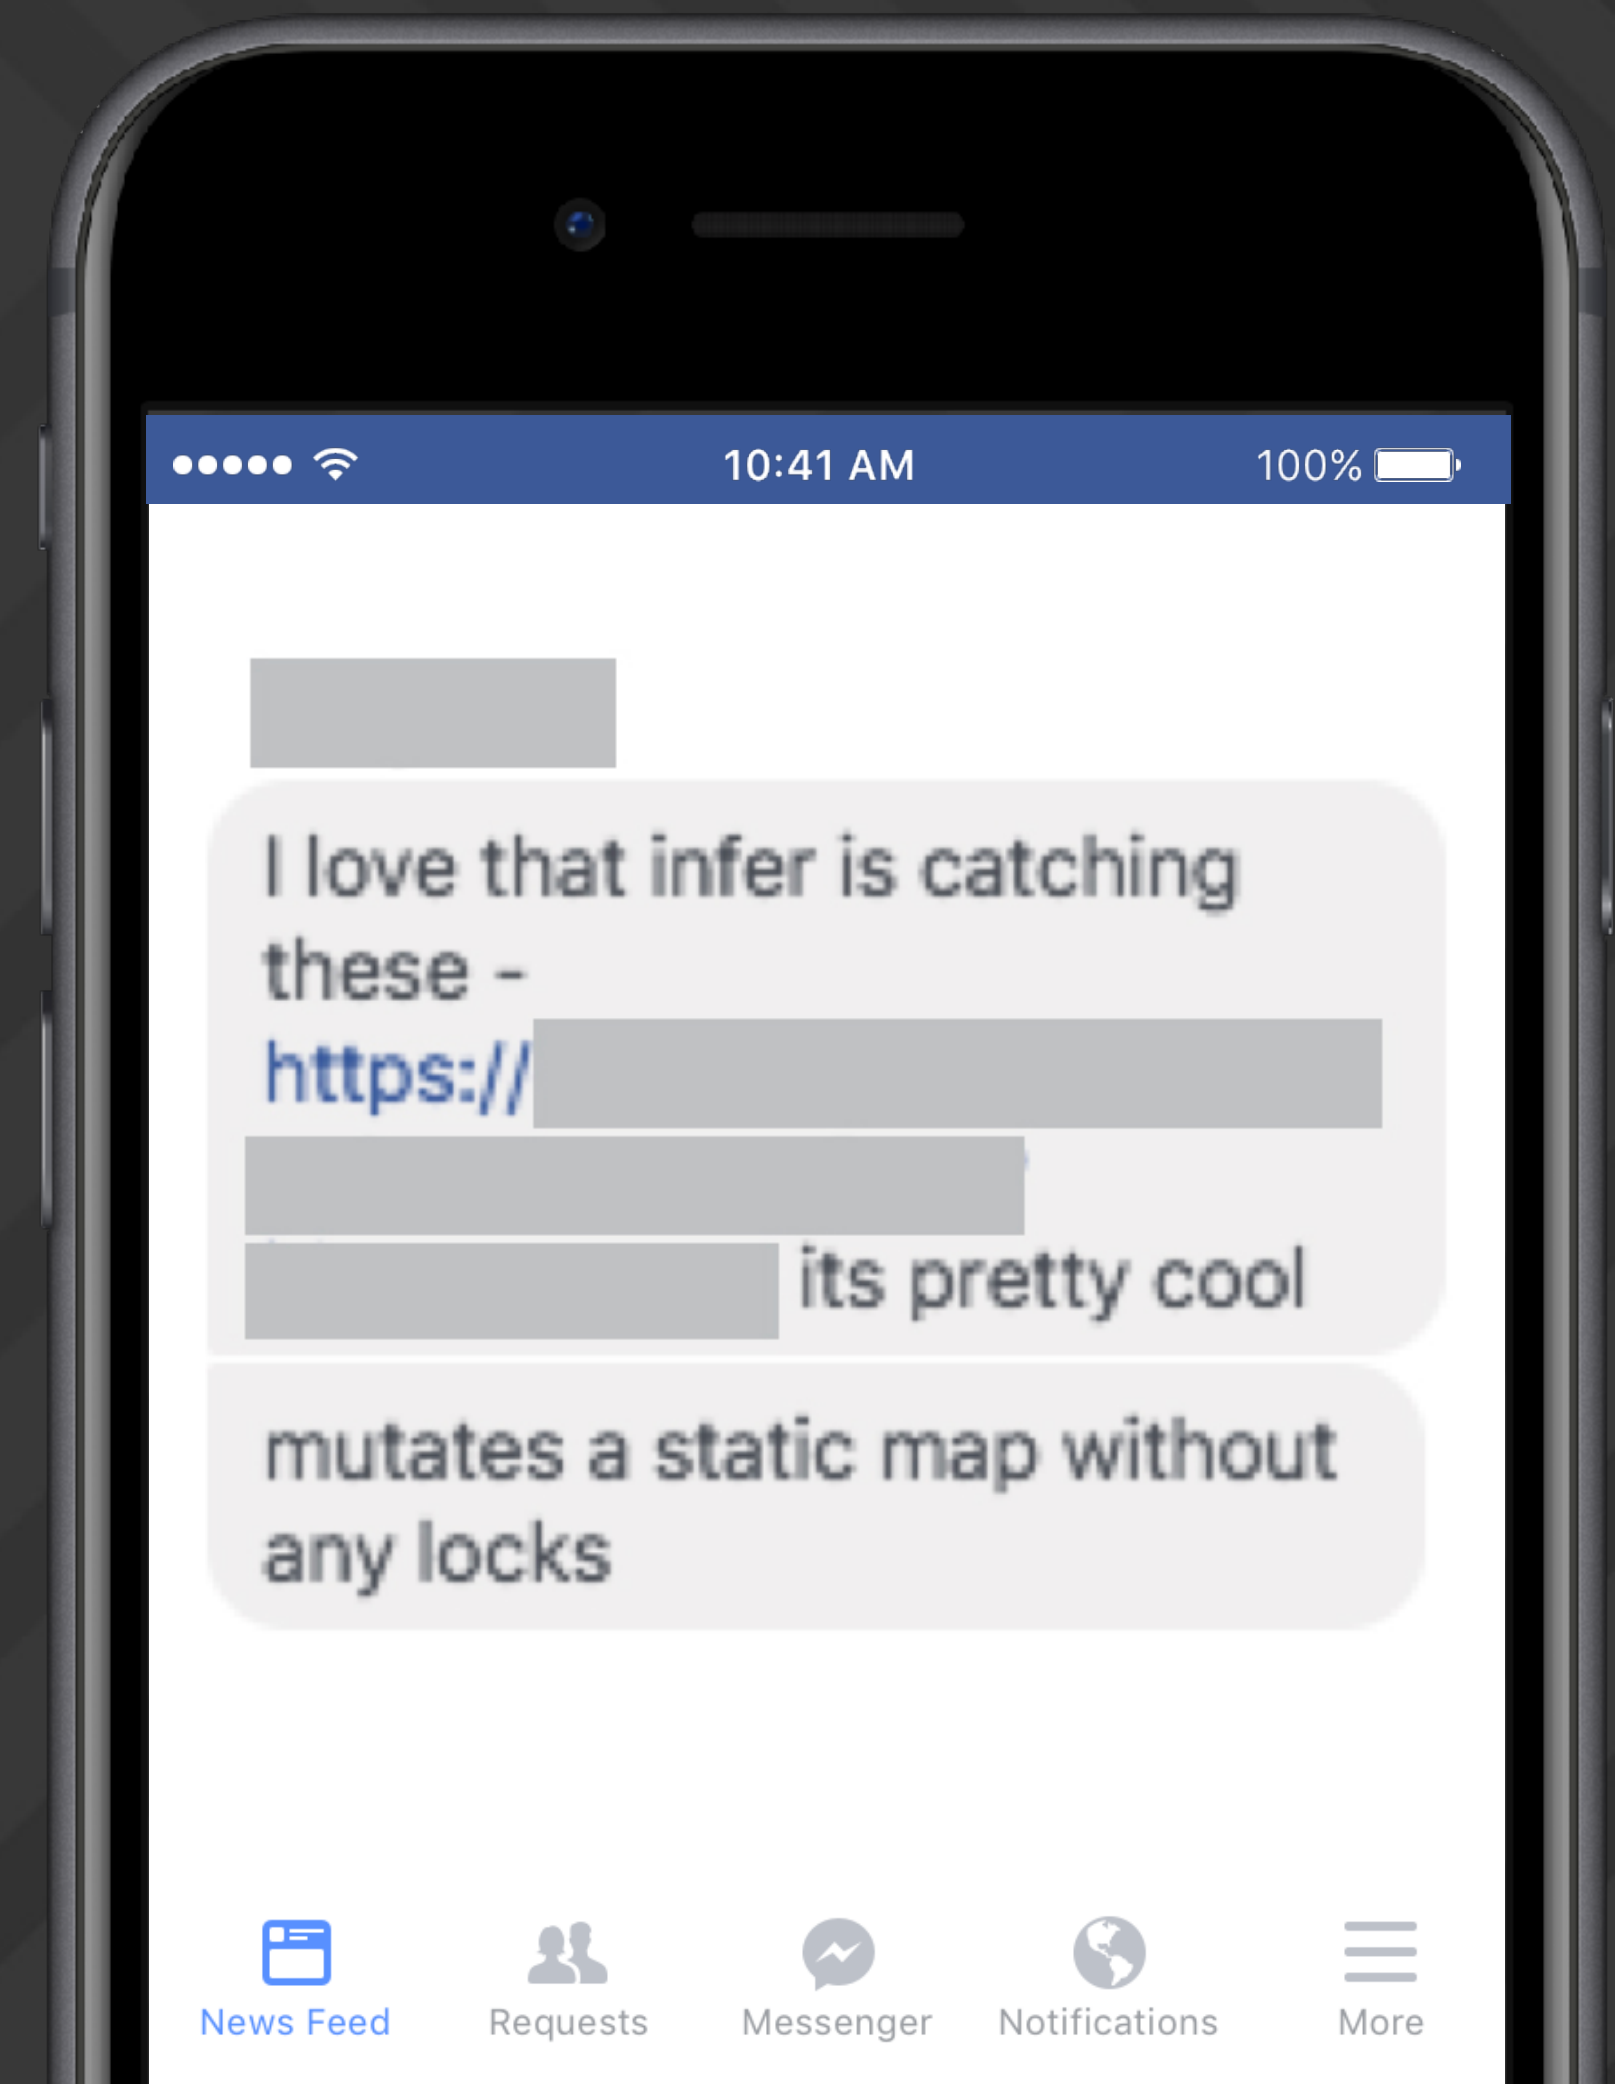 10:41 AM 100%
I love that infer is catching
these -
https://
its pretty cool
mutates a static map without
any locks
News Feed Requests Messenger Notifications More